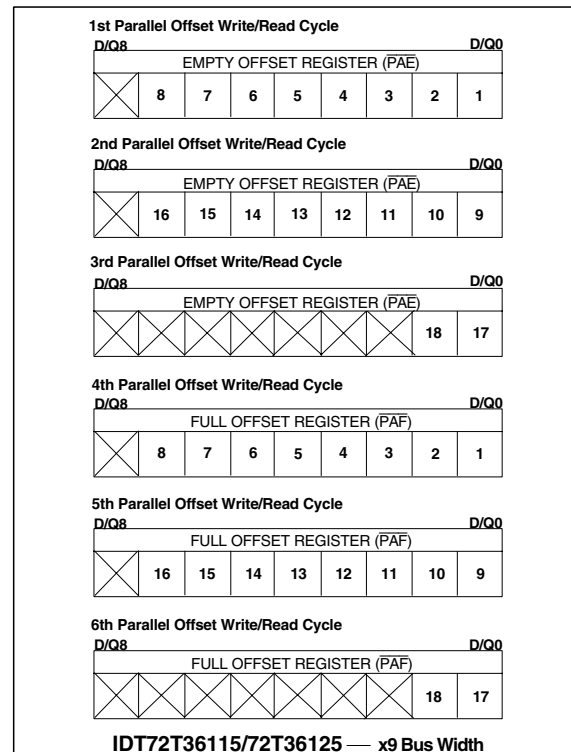 1st Parallel Offset Write/Read Cycle
D/Q8 D/Q0
EMPTY OFFSET REGISTER (PAE)
8 7 6 5 4 3 2 1
2nd Parallel Offset Write/Read Cycle
D/Q8 D/Q0
EMPTY OFFSET REGISTER (PAE)
16 15 14 13 12 11 10 9
3rd Parallel Offset Write/Read Cycle
D/Q8 D/Q0
EMPTY OFFSET REGISTER (PAE)
18 17
4th Parallel Offset Write/Read Cycle
D/Q8 D/Q0
FULL OFFSET REGISTER (PAF)
8 7 6 5 4 3 2 1
5th Parallel Offset Write/Read Cycle
D/Q8 D/Q0
FULL OFFSET REGISTER (PAF)
16 15 14 13 12 11 10 9
6th Parallel Offset Write/Read Cycle
D/Q8 D/Q0
FULL OFFSET REGISTER (PAF)
18 17
IDT72T36115/72T36125 — x9 Bus Width